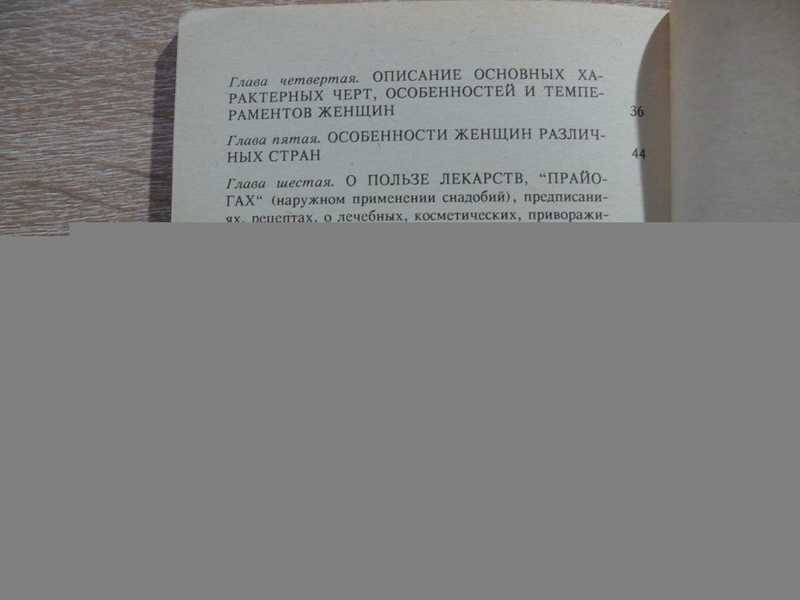 Глава четвертая. ОПИСАНИЕ ОСНОВНЫХ ХА-
РАКТЕРНЫХ ЧЕРТ, ОСОБЕННОСТЕЙ И ТЕМПЕ-
РАМЕНТОВ ЖЕНЩИН 36
Глава пятая. ОСОБЕННОСТИ ЖЕНЩИН РАЗЛИЧ-
НЫХ СТРАН 44
Глава шестая. О ПОЛЬЗЕ ЛЕКАРСТВ, "ПРАЙО-
ГАХ" (наружном применении снадобий), предписани-
ях, рецептах, о лечебных, косметических, приворажи-